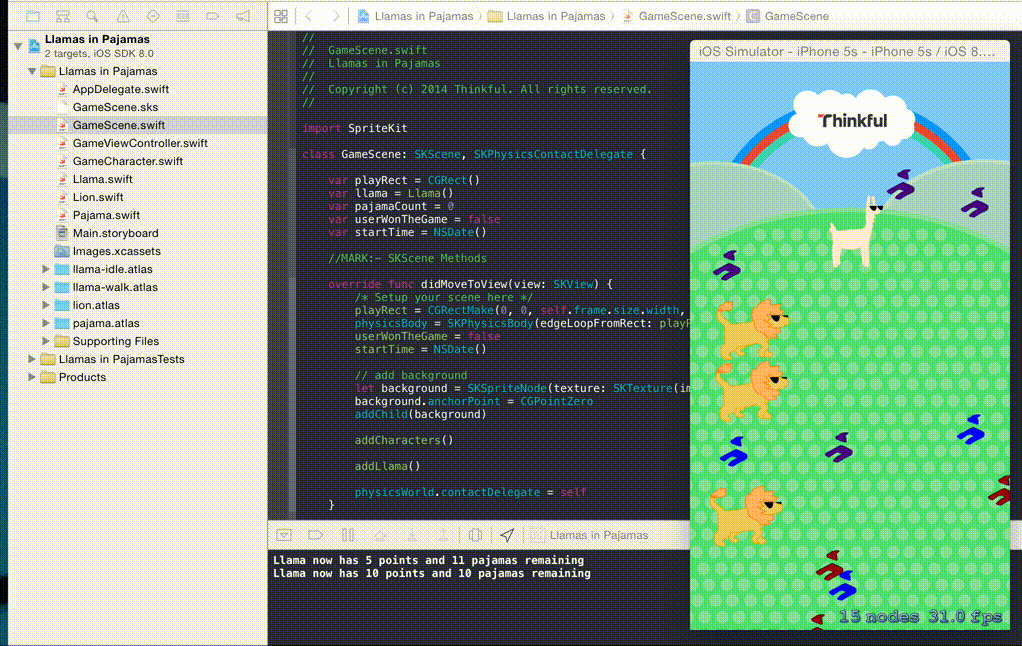 Llamas in Pajamas
2 targets, iOS SDK 8.0
Llamas in Pajamas
AppDelegate.swift
GameScene.sks
GameScene.swift
GameViewController.swift
GameCharacter.swift
Llama.swift
Lion.swift
Pajama.swift
Main.storyboard
Images.xcassets
llama-idle.atlas
llama-walk.atlas
lion.atlas
pajama.atlas
Supporting Files
Llamas in PajamasTests
Products
Llamas in Pajamas
Llamas in Pajamas
GameScene.swift
C GameScene
//
//  GameScene.swift
//  Llamas in Pajamas
//
//  Copyright (c) 2014 Thinkful. All rights reserved.
//
import SpriteKit
class GameScene: SKScene, SKPhysicsContactDelegate {
var playRect = CGRect()
var llama = Llama()
var pajamaCount = 0
var userWonTheGame = false
var startTime = NSDate()
//MARK:- SKScene Methods
override func didMoveToView(view: SKView) {
/* Setup your scene here */
playRect = CGRectMake(0, 0, self.frame.size.width,
physicsBody = SKPhysicsBody(edgeLoopFromRect: playR
userWonTheGame = false
startTime = NSDate()
// add background
let background = SKSpriteNode(texture: SKTexture(im
background.anchorPoint = CGPointZero
addChild(background)
addCharacters()
addLlama()
physicsWorld.contactDelegate = self
}
Llamas in Pajamas
Llama now has 5 points and 11 pajamas remaining
Llama now has 10 points and 10 pajamas remaining
iOS Simulator - iPhone 5s - iPhone 5s / iOS 8....
Thinkful
15 nodes 31.0 fps